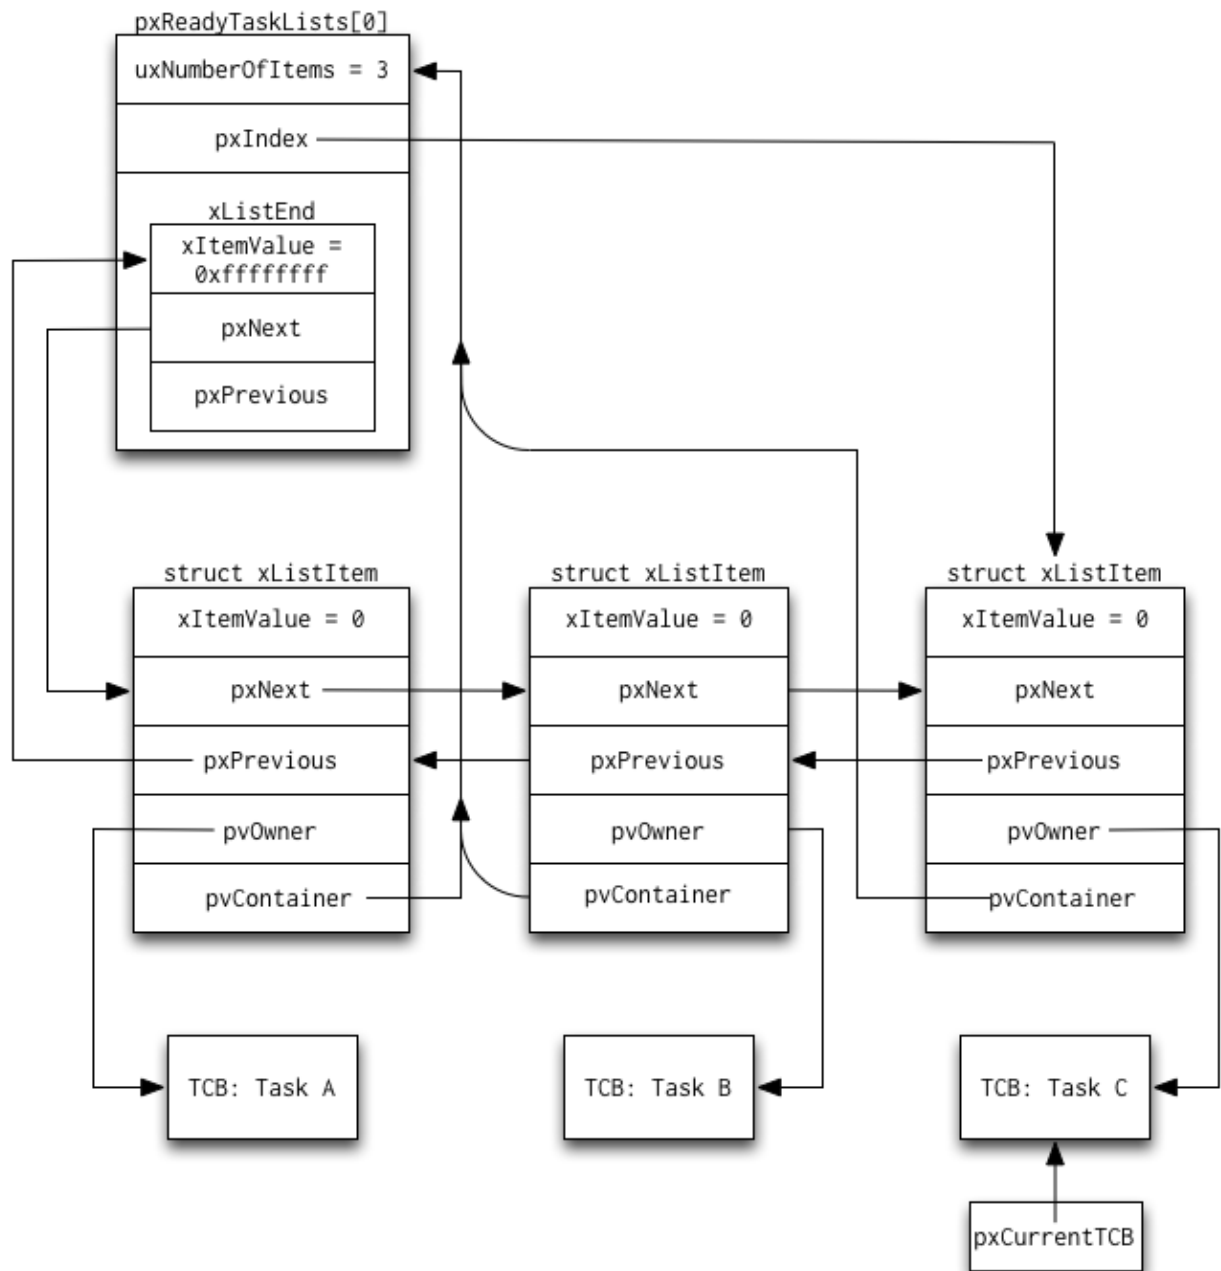 pxReadyTaskLists[0]
uxNumberOfItems = 3
pxIndex
xListEnd
xItemValue =
0xffffffff
pxNext
pxPrevious
struct xListItem
xItemValue = 0
pxNext
pxPrevious
pvOwner
pvContainer
struct xListItem
xItemValue = 0
pxNext
pxPrevious
pvOwner
pvContainer
struct xListItem
xItemValue = 0
pxNext
pxPrevious
pvOwner
pvContainer
TCB: Task A
TCB: Task B
TCB: Task C
pxCurrentTCB